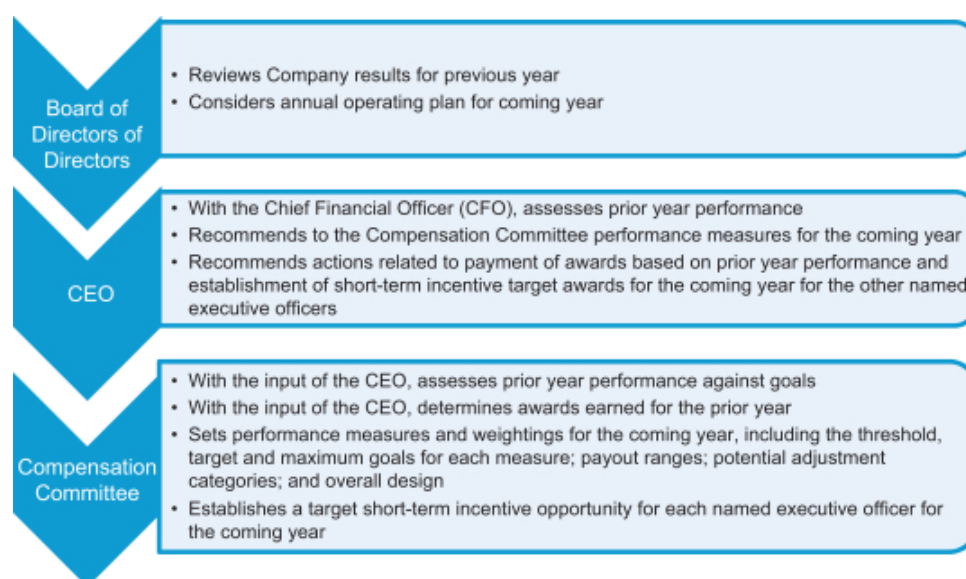 Board of
Directors of
Directors
• Reviews Company results for previous year
• Considers annual operating plan for coming year
CEO
• With the Chief Financial Officer (CFO), assesses prior year performance
• Recommends to the Compensation Committee performance measures for the coming year
• Recommends actions related to payment of awards based on prior year performance and
establishment of short-term incentive target awards for the coming year for the other named
executive officers
Compensation
Committee
• With the input of the CEO, assesses prior year performance against goals
• With the input of the CEO, determines awards earned for the prior year
• Sets performance measures and weightings for the coming year, including the threshold,
target and maximum goals for each measure; payout ranges; potential adjustment
categories; and overall design
• Establishes a target short-term incentive opportunity for each named executive officer for
the coming year